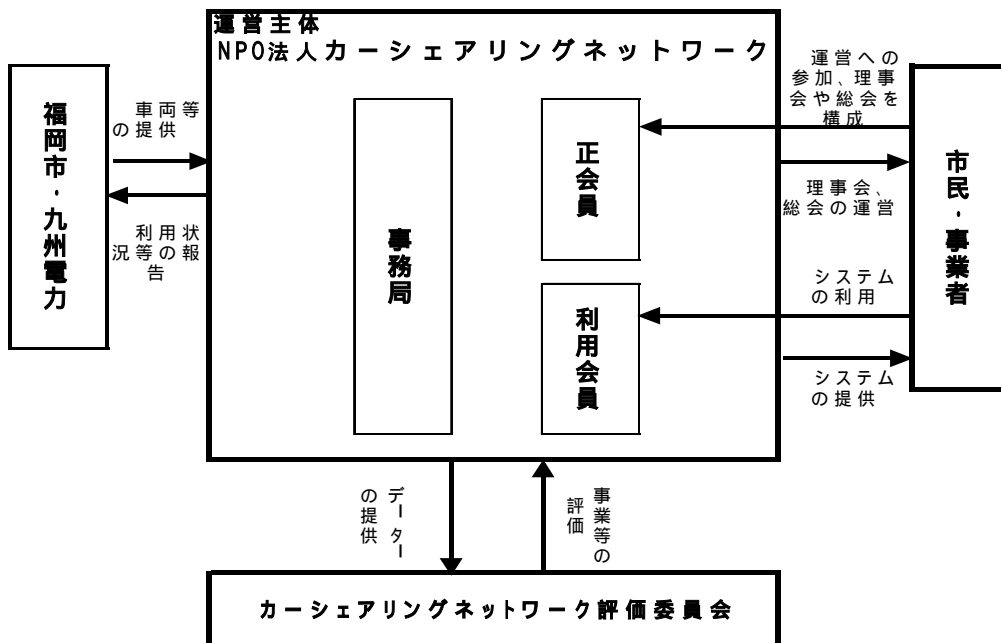 運営主体
NPO法人カーシェアリングネットワーク
福岡市・九州電力
車両等
の提供
利用状
況等の報
告
事務局
正会員
利用会員
運営への
参加、理事
会や総会を
構成
理事会、
総会の運営
システム
の利用
システム
の提供
市民・事業者
データー
の提供
事業等の
評価
カーシェアリングネットワーク評価委員会